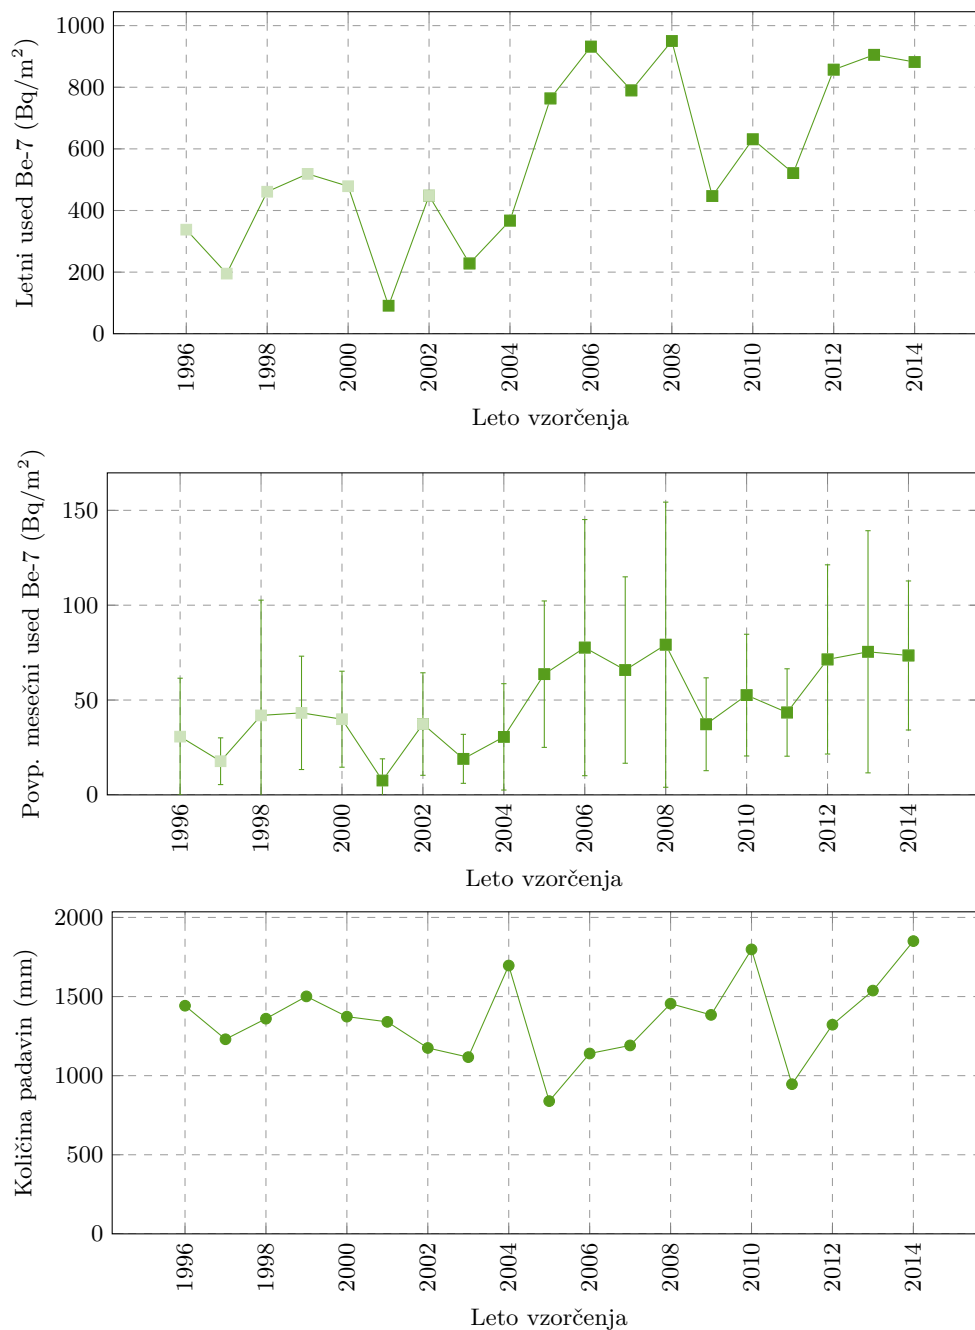 Letni used Be-7 (Bq/m²)
1000
800
600
400
200
0
1996 1998 2000 2002 2004 2006 2008 2010 2012 2014
Leto vzorčenja
Povp. mesečni used Be-7 (Bq/m²)
150
100
50
0
1996 1998 2000 2002 2004 2006 2008 2010 2012 2014
Leto vzorčenja
Količina padavin (mm)
2000
1500
1000
500
0
1996 1998 2000 2002 2004 2006 2008 2010 2012 2014
Leto vzorčenja